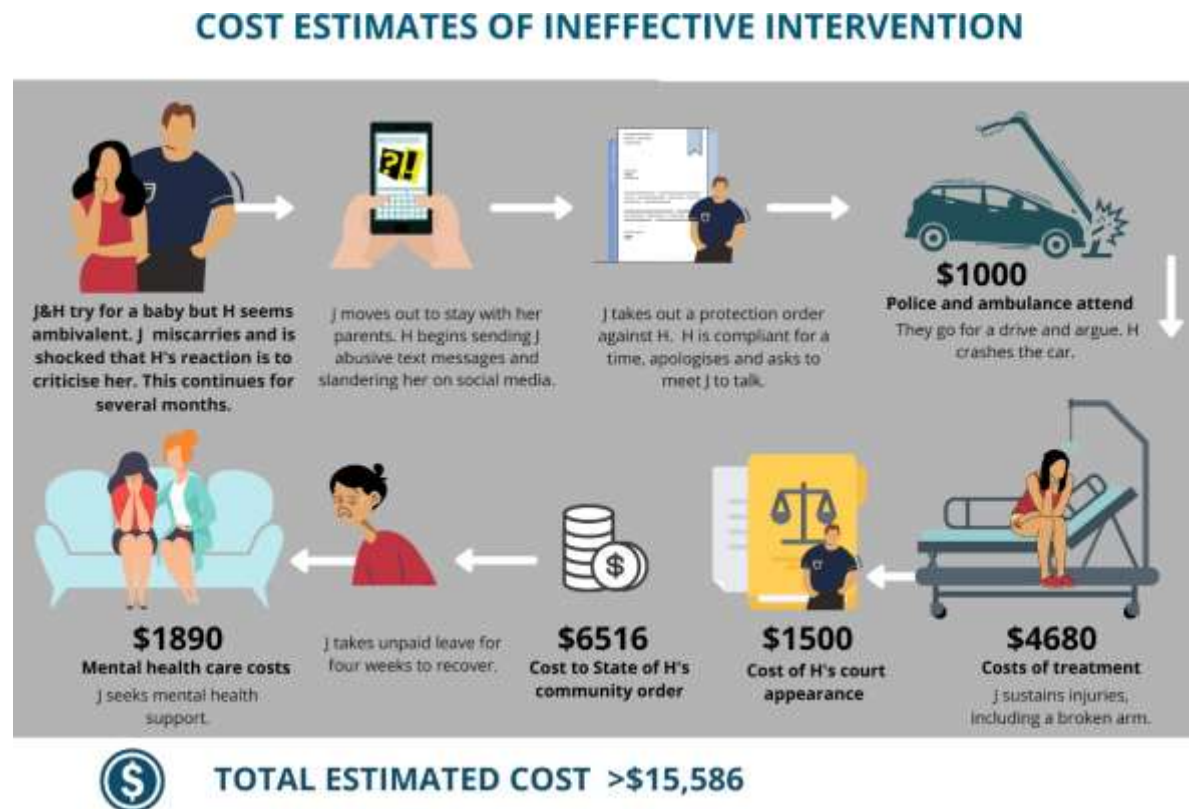 COST ESTIMATES OF INEFFECTIVE INTERVENTION
J&H try for a baby but H seems
ambivalent. J miscarries and is
shocked that H's reaction is to
criticise her. This continues for
several months.
?!
J moves out to stay with her
parents. H begins sending J
abusive text messages and
slandering her on social media.
J takes out a protection order
against H. H is compliant for a
time, apologises and asks to
meet J to talk.
$1000
Police and ambulance attend
They go for a drive and argue. H
crashes the car.
$4680
Costs of treatment
J sustains injuries,
including a broken arm.
$1500
Cost of H's court
appearance
$
$6516
Cost to State of H's
community order
J takes unpaid leave for
four weeks to recover.
$1890
Mental health care costs
J seeks mental health
support.
$
TOTAL ESTIMATED COST >$15,586